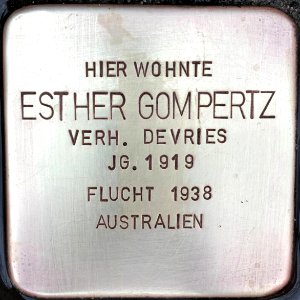 HIER WOHNTE
ESTHER GOMPERTZ
VERH. DEVRIES
JG. 1919
FLUCHT 1938
AUSTRALIEN